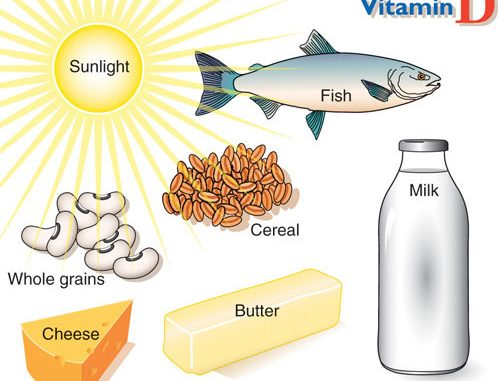 Vitamin D
Sunlight
Fish
Milk
Cereal
Whole grains
Butter
Cheese